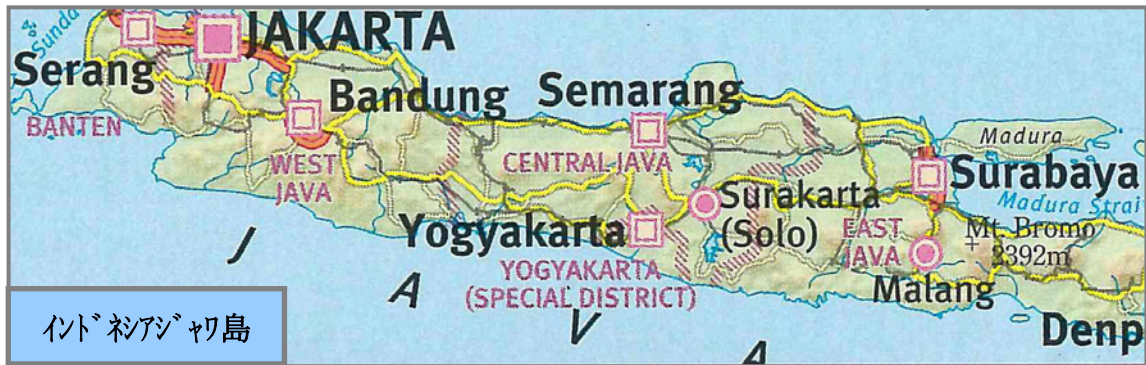 Sunda
JAKARTA
Serang
Bandung
Semarang
BANTEN
WEST
JAVA
CENTRAL JAVA
Madura
Surabaya
Madura Strai
Surakarta
(Solo)
Yogyakarta
EAST
JAVA
Mt. Bromo
2392m
YOGYAKARTA
(SPECIAL DISTRICT)
Malang
Denp
J
A
V
A
インドネシアジャワ島